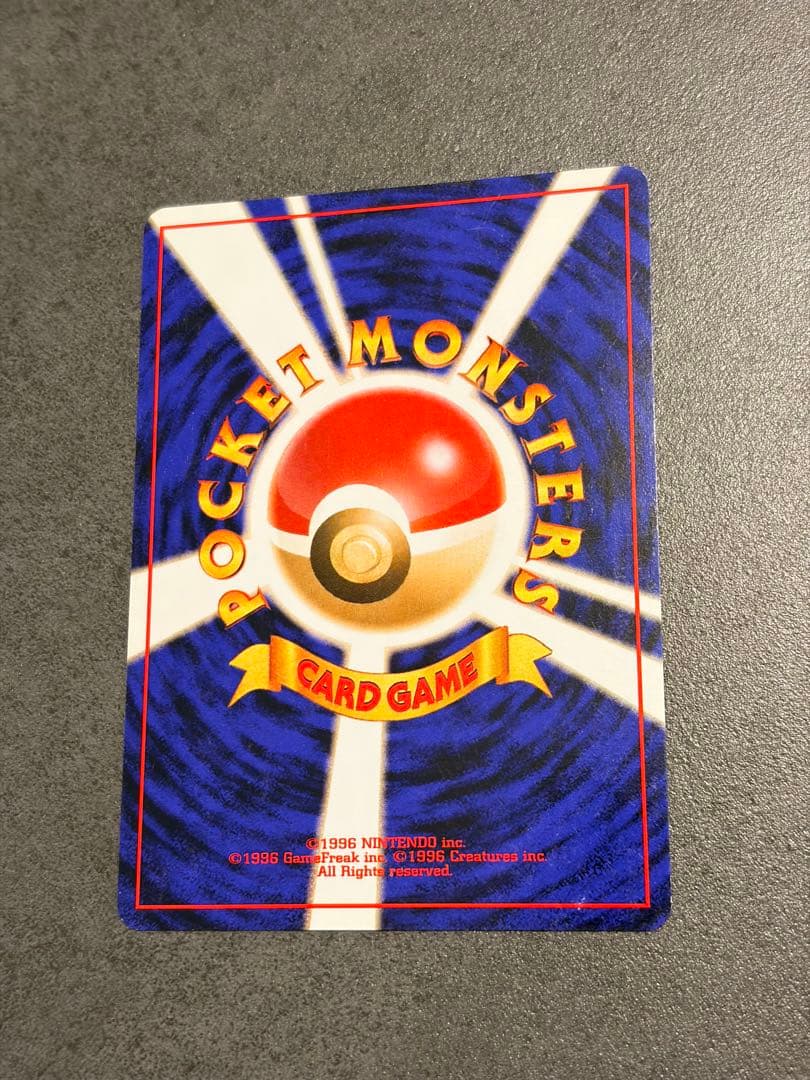 POCKET MONSTERS
CARD GAME
©1996 NINTENDO inc.
©1996 GameFreak inc. ©1996 Creatures inc.
All Rights reserved.